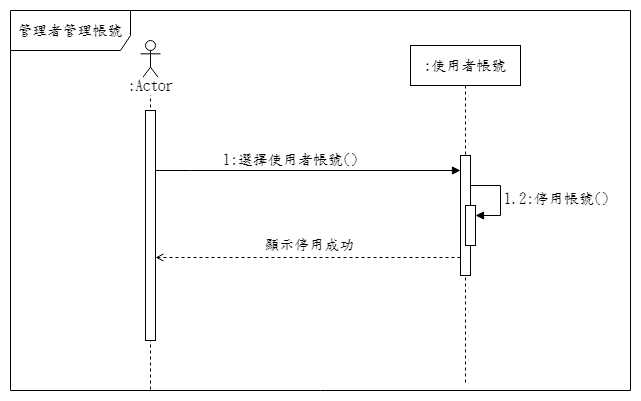 管理者管理帳號
:Actor
:使用者帳號
1:選擇使用者帳號()
1.2:停用帳號()
顯示停用成功